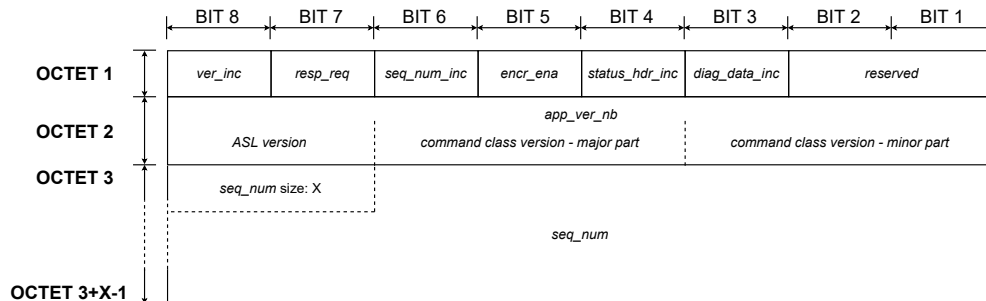 BIT 8 BIT 7 BIT 6 BIT 5 BIT 4 BIT 3 BIT 2 BIT 1
OCTET 1 ver_inc resp_req seq_num_inc encr_ena status_hdr_inc diag_data_inc reserved
app_ver_nb
OCTET 2
ASL version command class version - major part command class version - minor part
OCTET 3
seq_num size: X
seq_num
OCTET 3+X-1